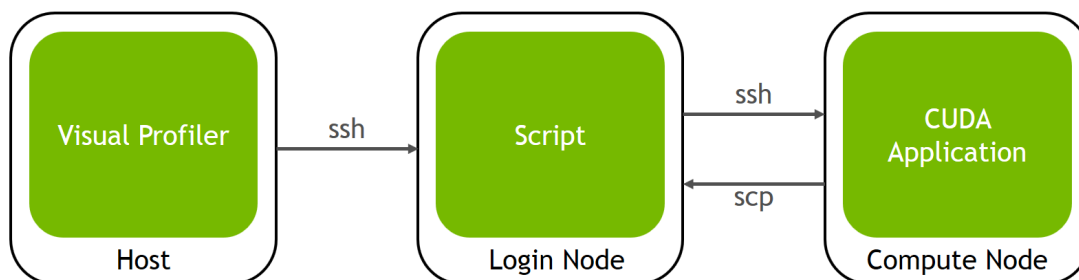 Visual Profiler
Host
ssh
Script
Login Node
ssh
scp
CUDA
Application
Compute Node